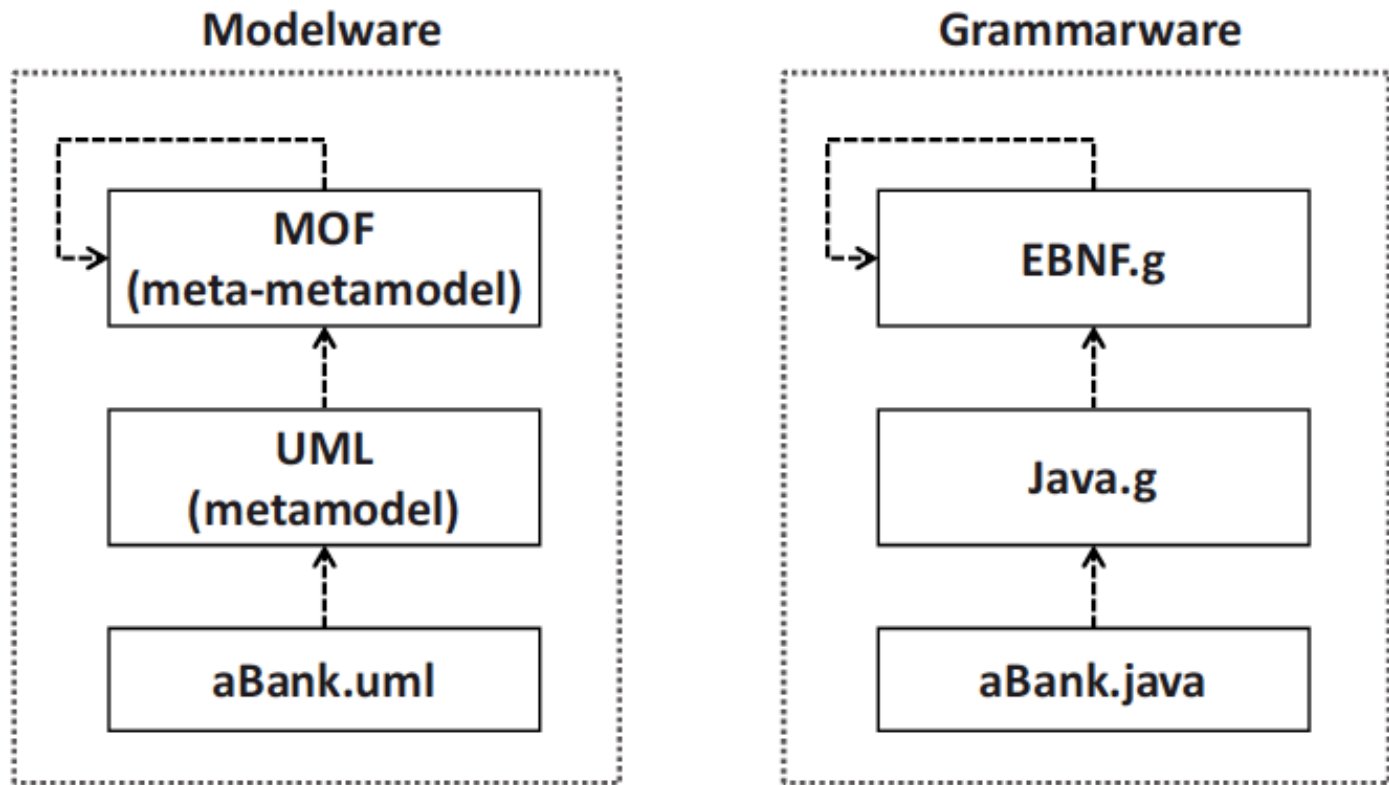 Modelware
MOF
(meta-metamodel)
UML
(metamodel)
aBank.uml
Grammarware
EBNF.g
Java.g
aBank.java